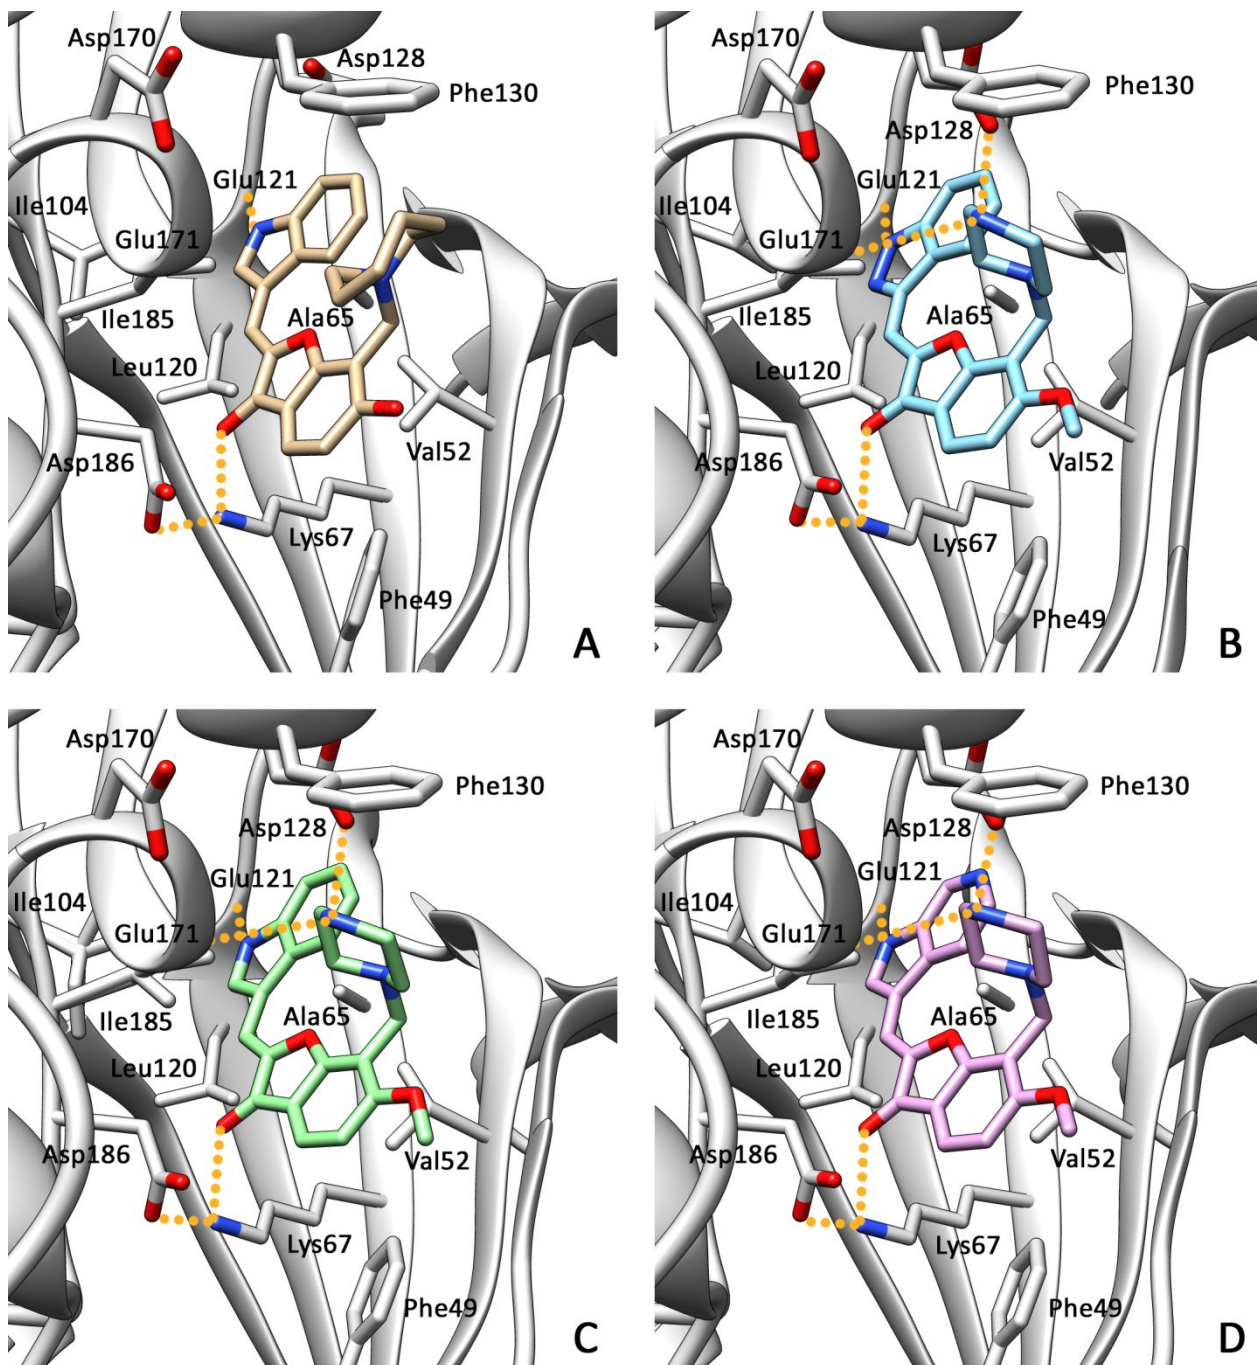 Asp170
Asp128
Phe130
Glu121
Ile104
Glu171
Ile185
Ala65
Leu120
Asp186
Val52
Lys67
Phe49
A
Asp170
Phe130
Asp128
Glu121
Ile104
Glu171
Ile185
Ala65
Leu120
Asp186
Val52
Lys67
Phe49
B
Asp170
Phe130
Asp128
Glu121
Ile104
Glu171
Ile185
Ala65
Leu120
Asp186
Val52
Lys67
Phe49
C
Asp170
Phe130
Asp128
Glu121
Ile104
Glu171
Ile185
Ala65
Leu120
Asp186
Val52
Lys67
Phe49
D